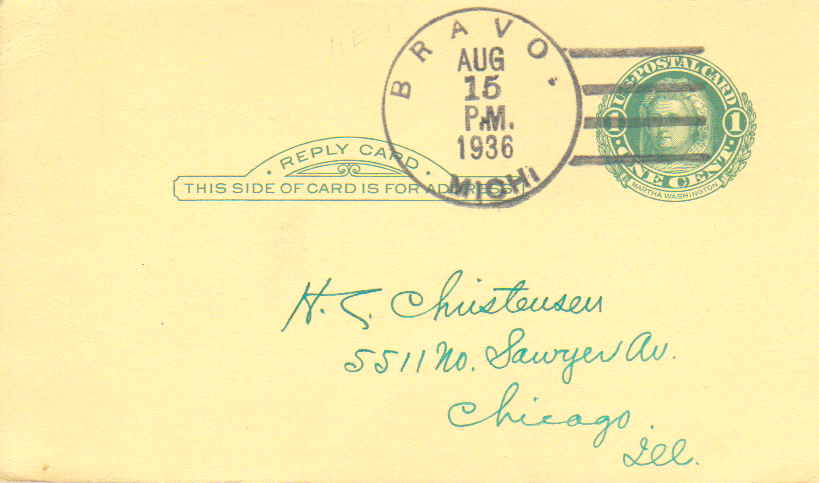 BRAVO.
AUG
15
P.M.
1936
MICHI
U.S. POSTAL CARD
1 1
ONE CENT
MARTHA WASHINGTON
· REPLY CARD ·
THIS SIDE OF CARD IS FOR ADDRESS
H. C. Christensen
5511 No. Sawyer Av.
Chicago.
Ill.